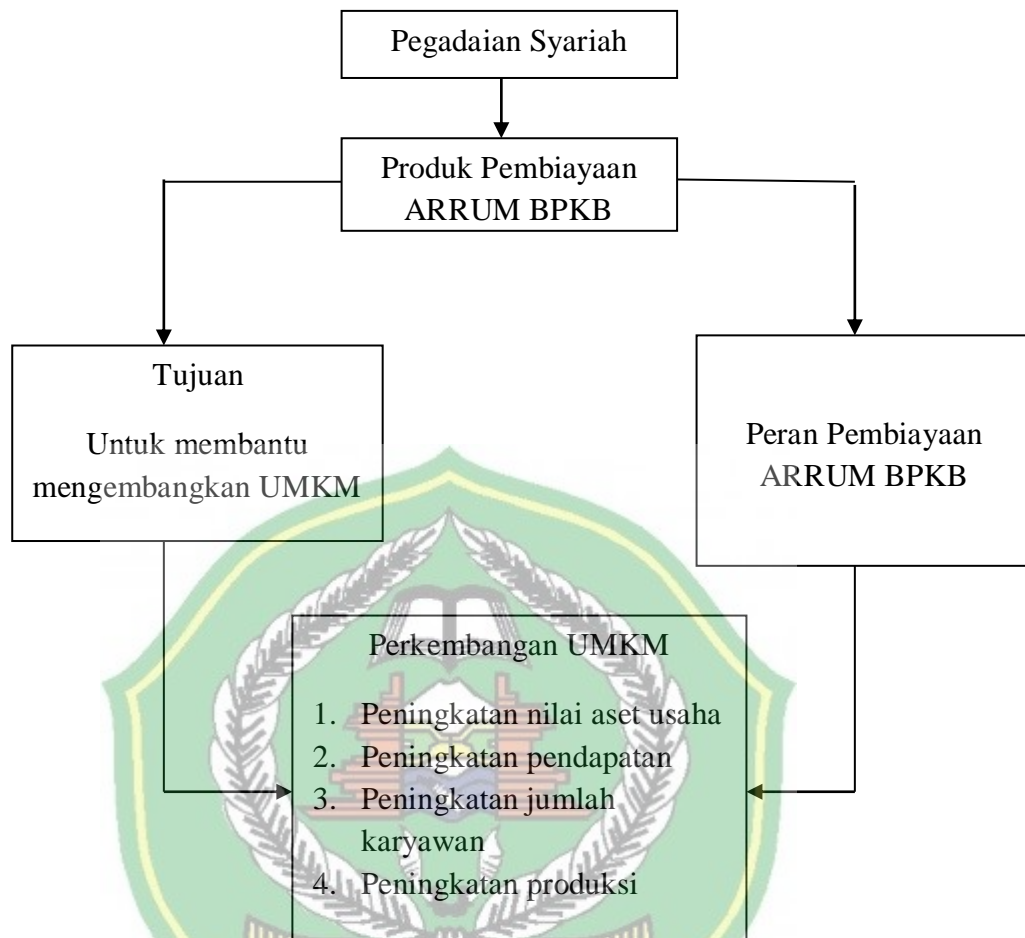 Pegadaian Syariah
Produk Pembiayaan
ARRUM BPKB
Tujuan
Untuk membantu
mengembangkan UMKM
Peran Pembiayaan
ARRUM BPKB
Perkembangan UMKM
1. Peningkatan nilai aset usaha
2. Peningkatan pendapatan
3. Peningkatan jumlah
karyawan
4. Peningkatan produksi